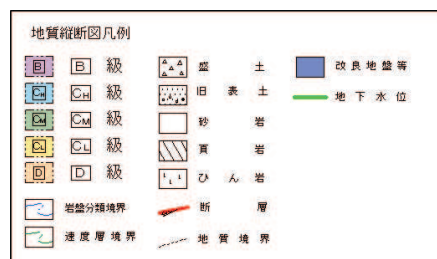 地質縦断図凡例
B B 級
CH CH 級
CM CM 級
CL CL 級
D D 級
岩盤分類境界
速度層境界
盛土
旧表土
砂岩
頁岩
ひん岩
断層
地質境界
改良地盤等
地下水位